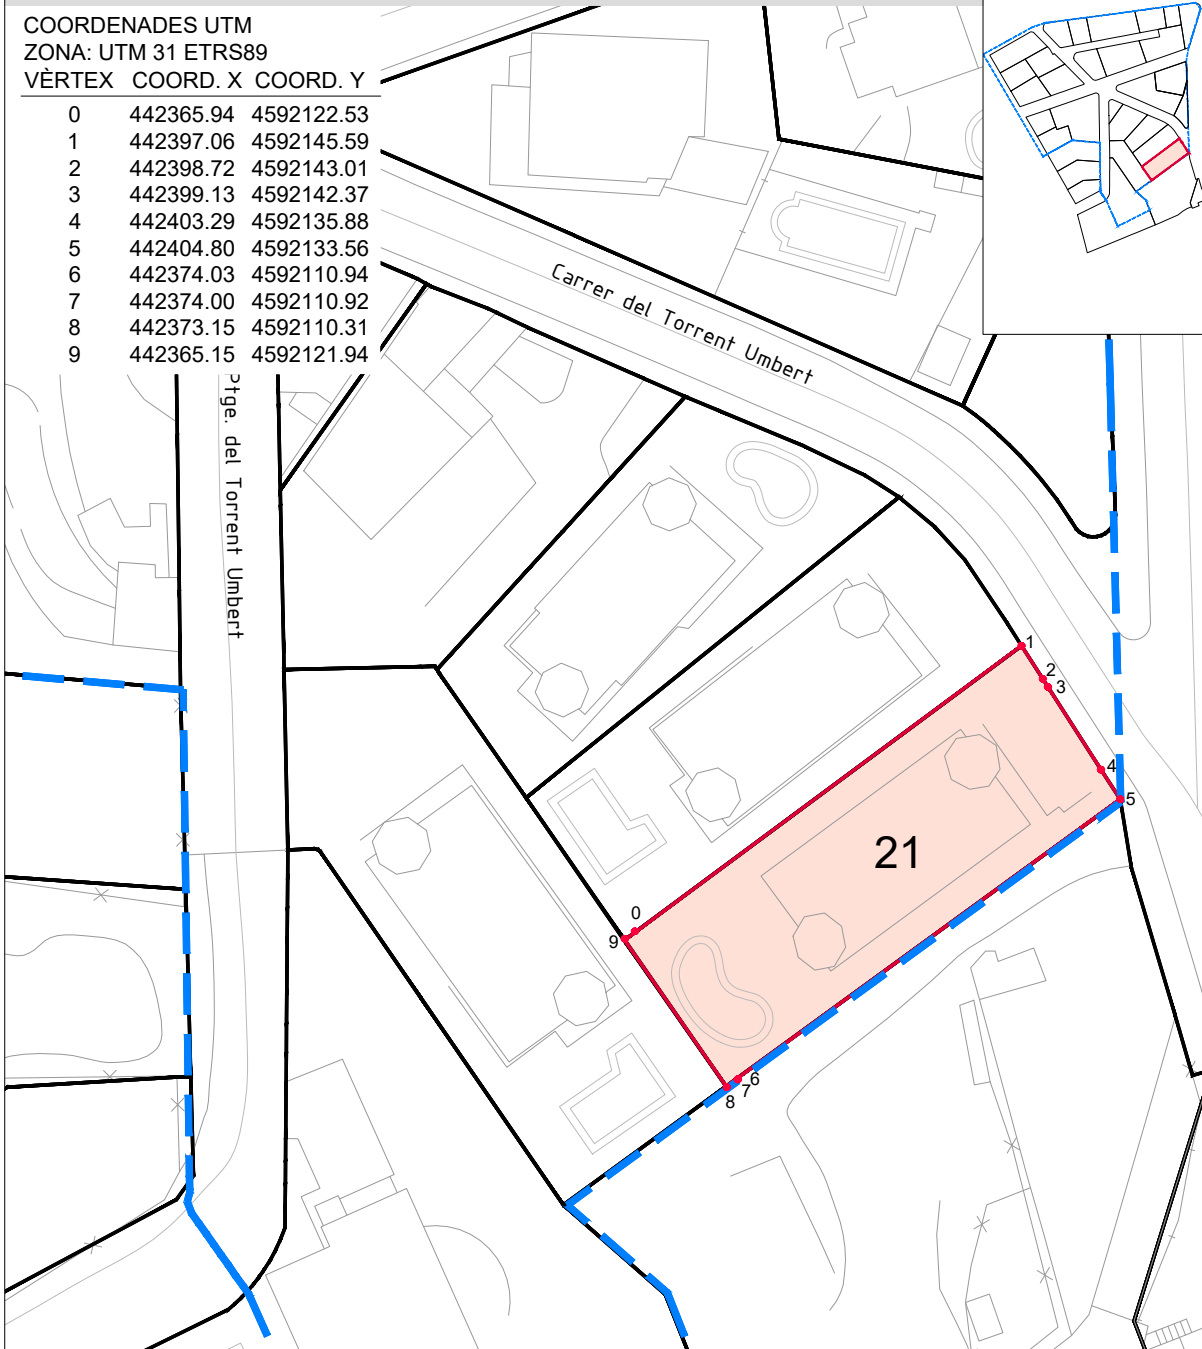 COORDENADES UTM
ZONA: UTM 31 ETRS89
VÈRTEX COORD. X COORD. Y
0 442365.94 4592122.53
1 442397.06 4592145.59
2 442398.72 4592143.01
3 442399.13 4592142.37
4 442403.29 4592135.88
5 442404.80 4592133.56
6 442374.03 4592110.94
7 442374.00 4592110.92
8 442373.15 4592110.31
9 442365.15 4592121.94
Carrer del Torrent Umbert
Ptge. del Torrent Umbert
1
2
3
4
5
21
0
9
6
7
8